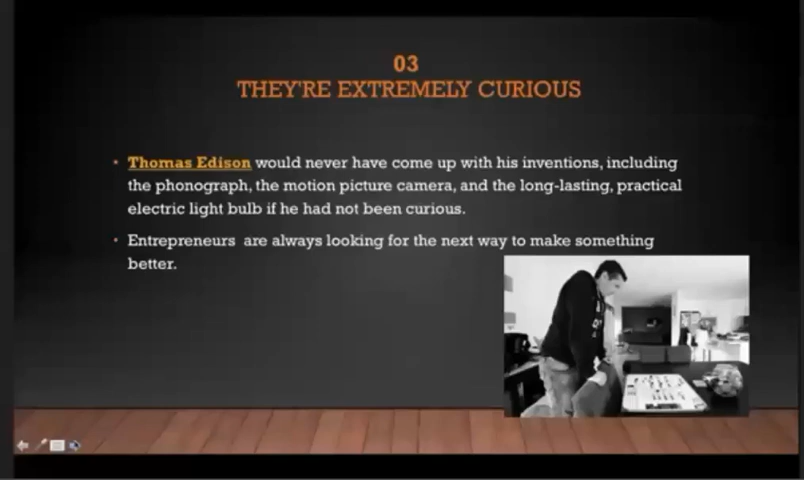 03
THEY'RE EXTREMELY CURIOUS
Thomas Edison would never have come up with his inventions, including
the phonograph, the motion picture camera, and the long-lasting, practical
electric light bulb if he had not been curious.
Entrepreneurs are always looking for the next way to make something
better.